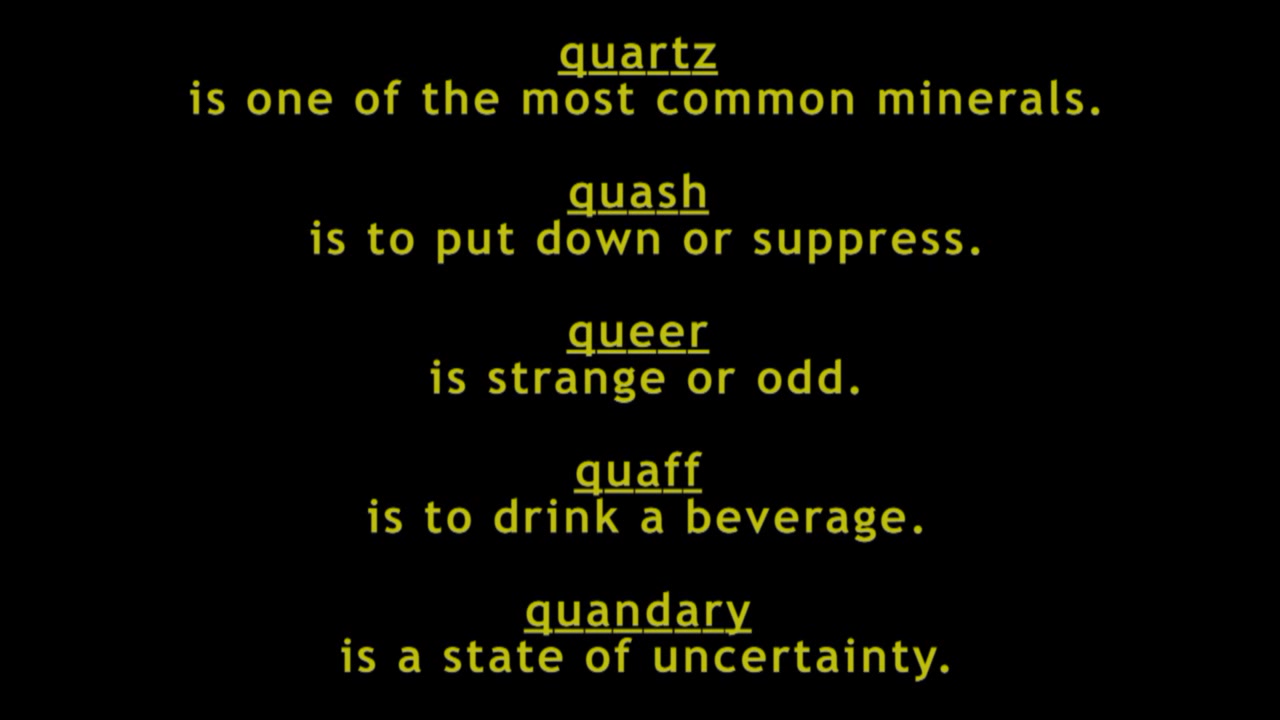 quartz
is one of the most common minerals.
quash
is to put down or suppress.
queer
is strange or odd.
quaff
is to drink a beverage.
quandary
is a state of uncertainty.